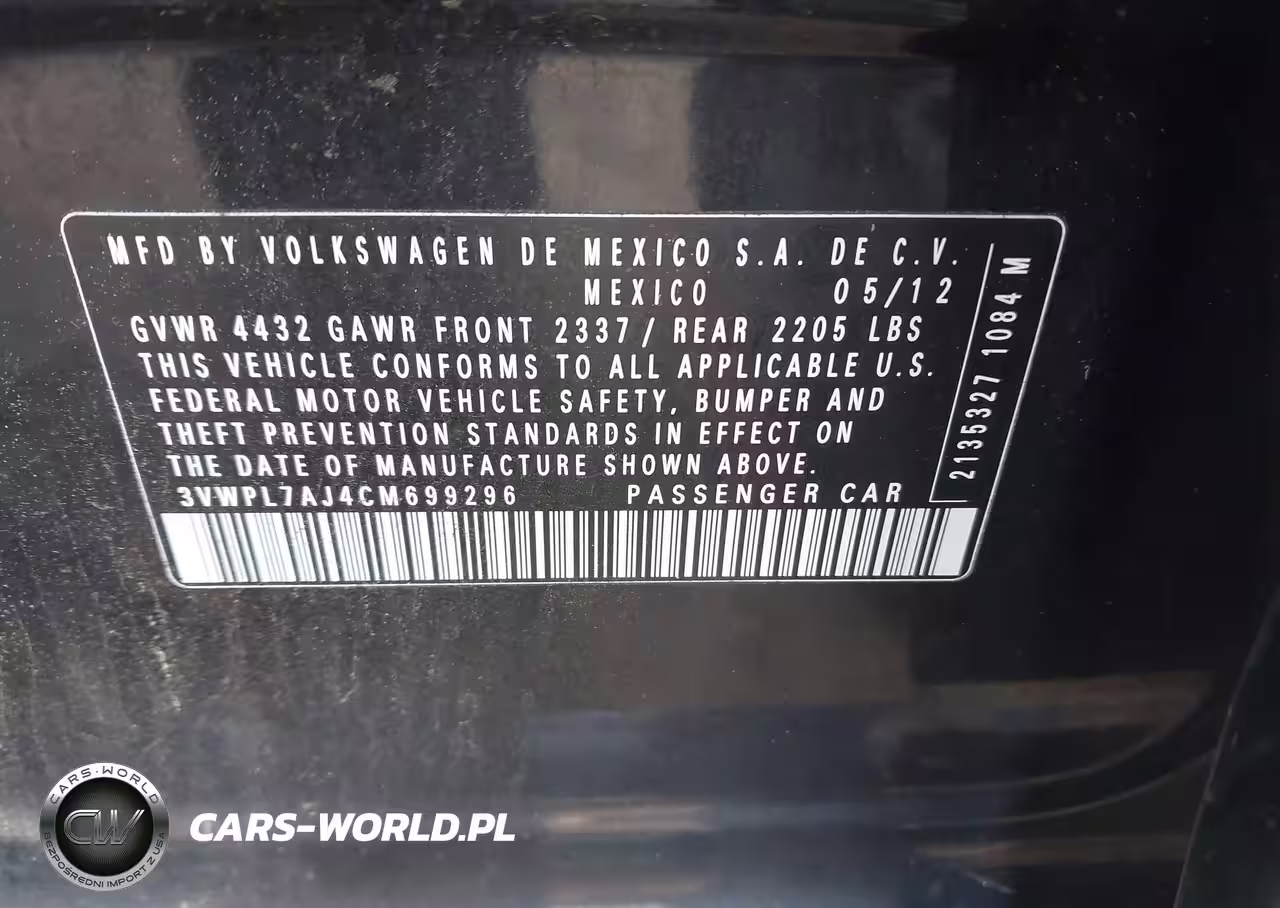 MFD BY VOLKSWAGEN DE MEXICO S.A. DE C.V.
MEXICO 05/12
GVWR 4432 GAWR FRONT 2337/ REAR 2205 LBS
THIS VEHICLE CONFORMS TO ALL APPLICABLE U.S.
FEDERAL MOTOR VEHICLE SAFETY, BUMPER AND
THEFT PREVENTION STANDARDS IN EFFECT ON
THE DATE OF MANUFACTURE SHOWN ABOVE.
3VWPL7AJ4CM699296 PASSENGER CAR
2135327 1084 M
CARS-WORLD
CW
BEZPOŚREDNI IMPORT Z USA
CARS-WORLD.PL